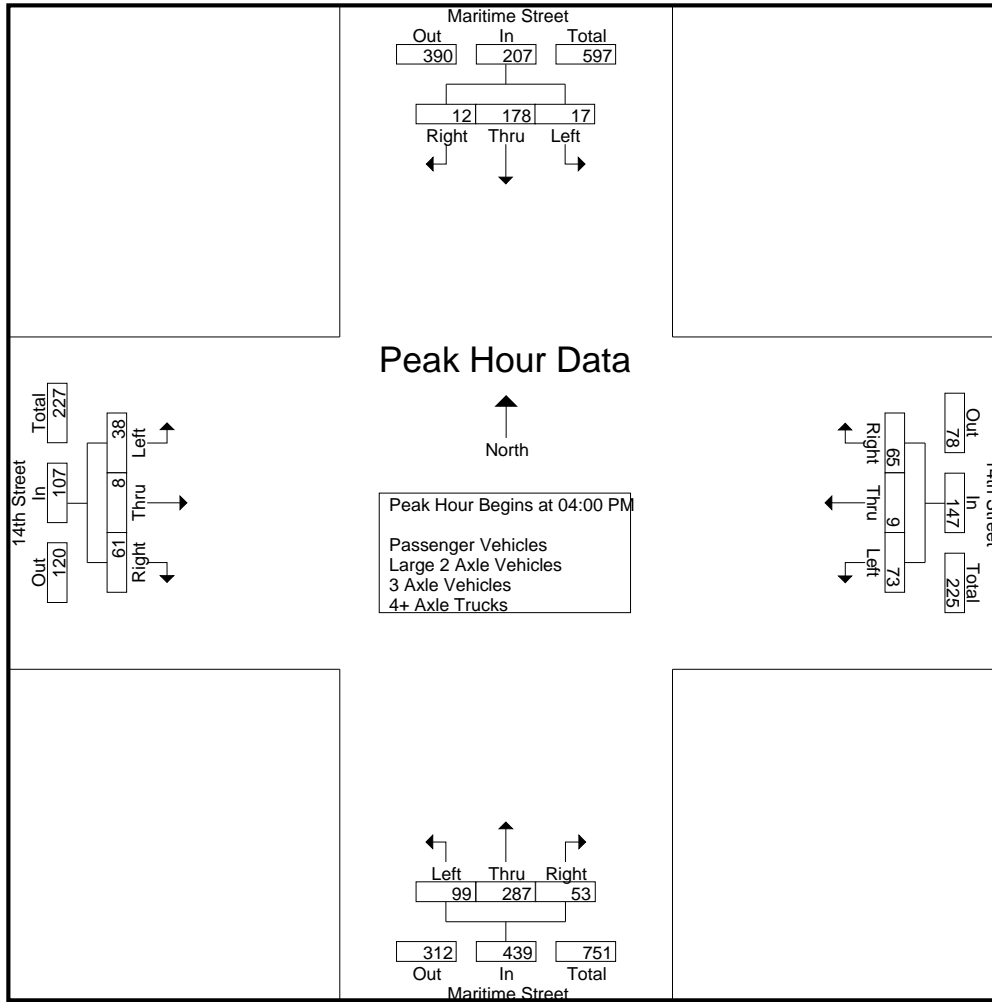 Maritime Street
Out In Total
390 207 597
12 178 17
Right Thru Left
Peak Hour Data
North
Peak Hour Begins at 04:00 PM
Passenger Vehicles
Large 2 Axle Vehicles
3 Axle Vehicles
4+ Axle Trucks
14th Street
Out In Total
120 107 227
38 8 61
Left Thru Right
14th Street
Out In Total
78 147 225
65 9 73
Right Thru Left
Left Thru Right
99 287 53
312 439 751
Out In Total
Maritime Street